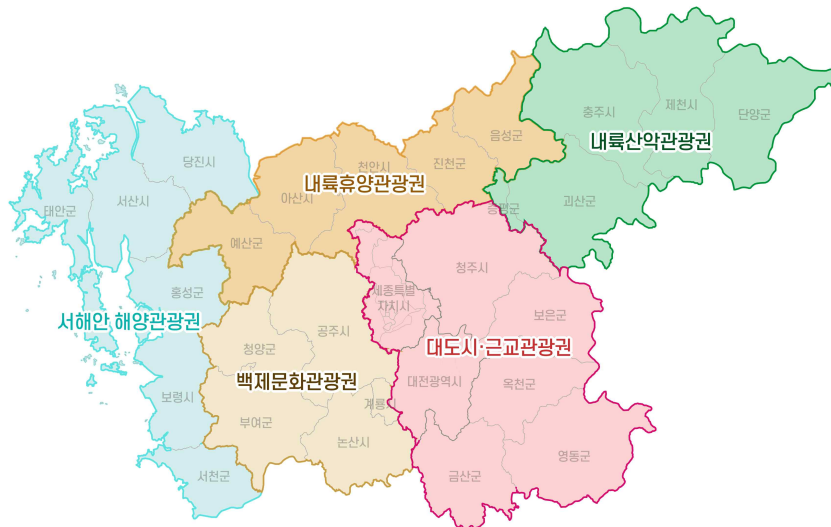 충주시
제천시
단양군
내륙산악관광권
괴산군
증평군
음성군
진천군
천안시
내륙휴양관광권
아산시
예산군
당진시
서산시
태안군
홍성군
서해안 해양관광권
보령시
서천군
청양군
공주시
백제문화관광권
계룡시
부여군
논산시
세종특별
자치시
청주시
보은군
대도시·근교관광권
대전광역시
옥천군
영동군
금산군